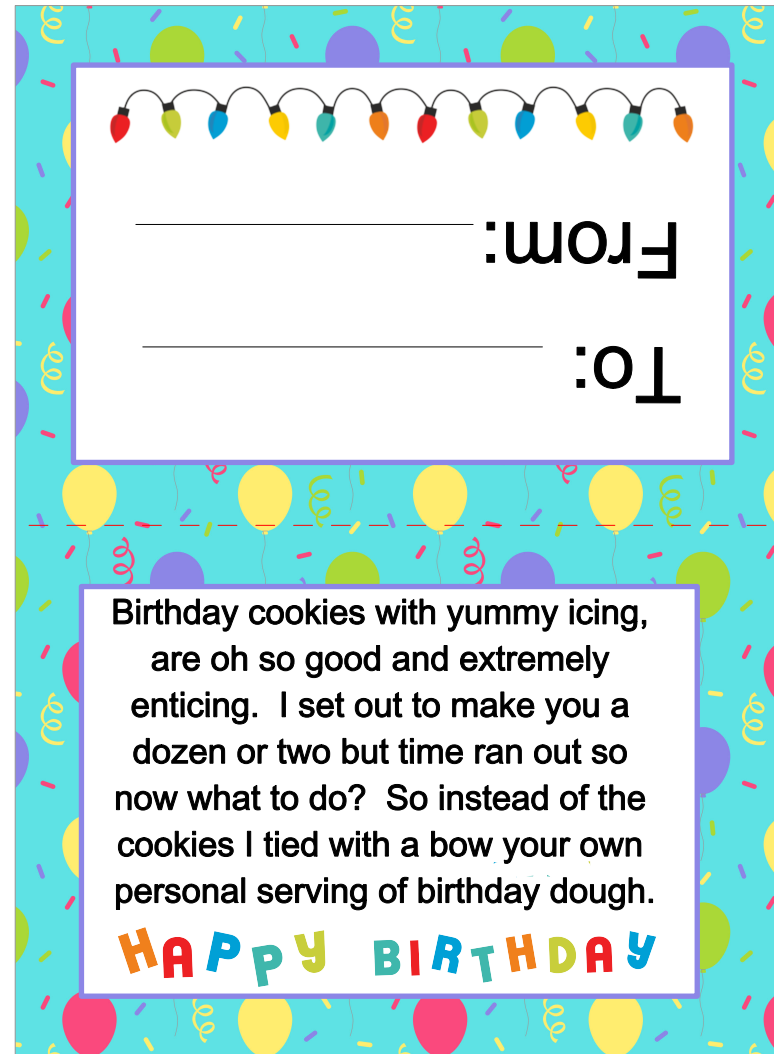 From:
To:
Birthday cookies with yummy icing,
are oh so good and extremely
enticing.  I set out to make you a
dozen or two but time ran out so
now what to do?  So instead of the
cookies I tied with a bow your own
personal serving of birthday dough.
HAPPY BIRTHDAY